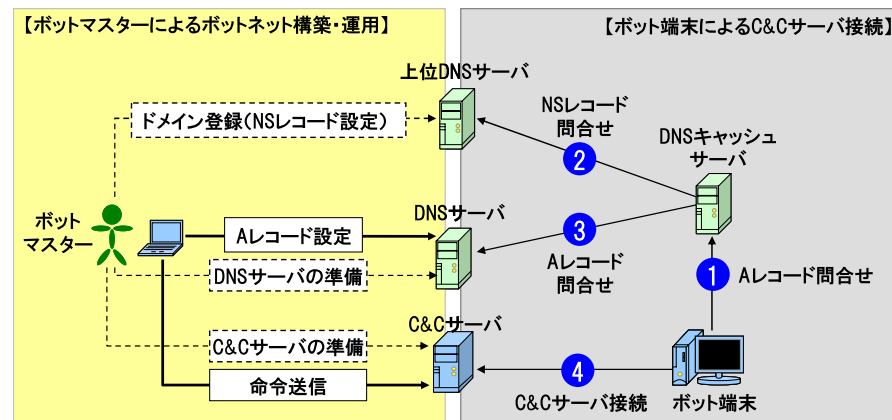 【ボットマスターによるボットネット構築・運用】
【ボット端末によるC&Cサーバ接続】
上位DNSサーバ
ドメイン登録(NSレコード設定)
NSレコード
問合せ
2
DNSキャッシュ
サーバ
ボット
マスター
DNSサーバ
Aレコード設定
3
Aレコード
問合せ
DNSサーバの準備
1
Aレコード問合せ
C&Cサーバ
C&Cサーバの準備
命令送信
4
C&Cサーバ接続
ボット端末